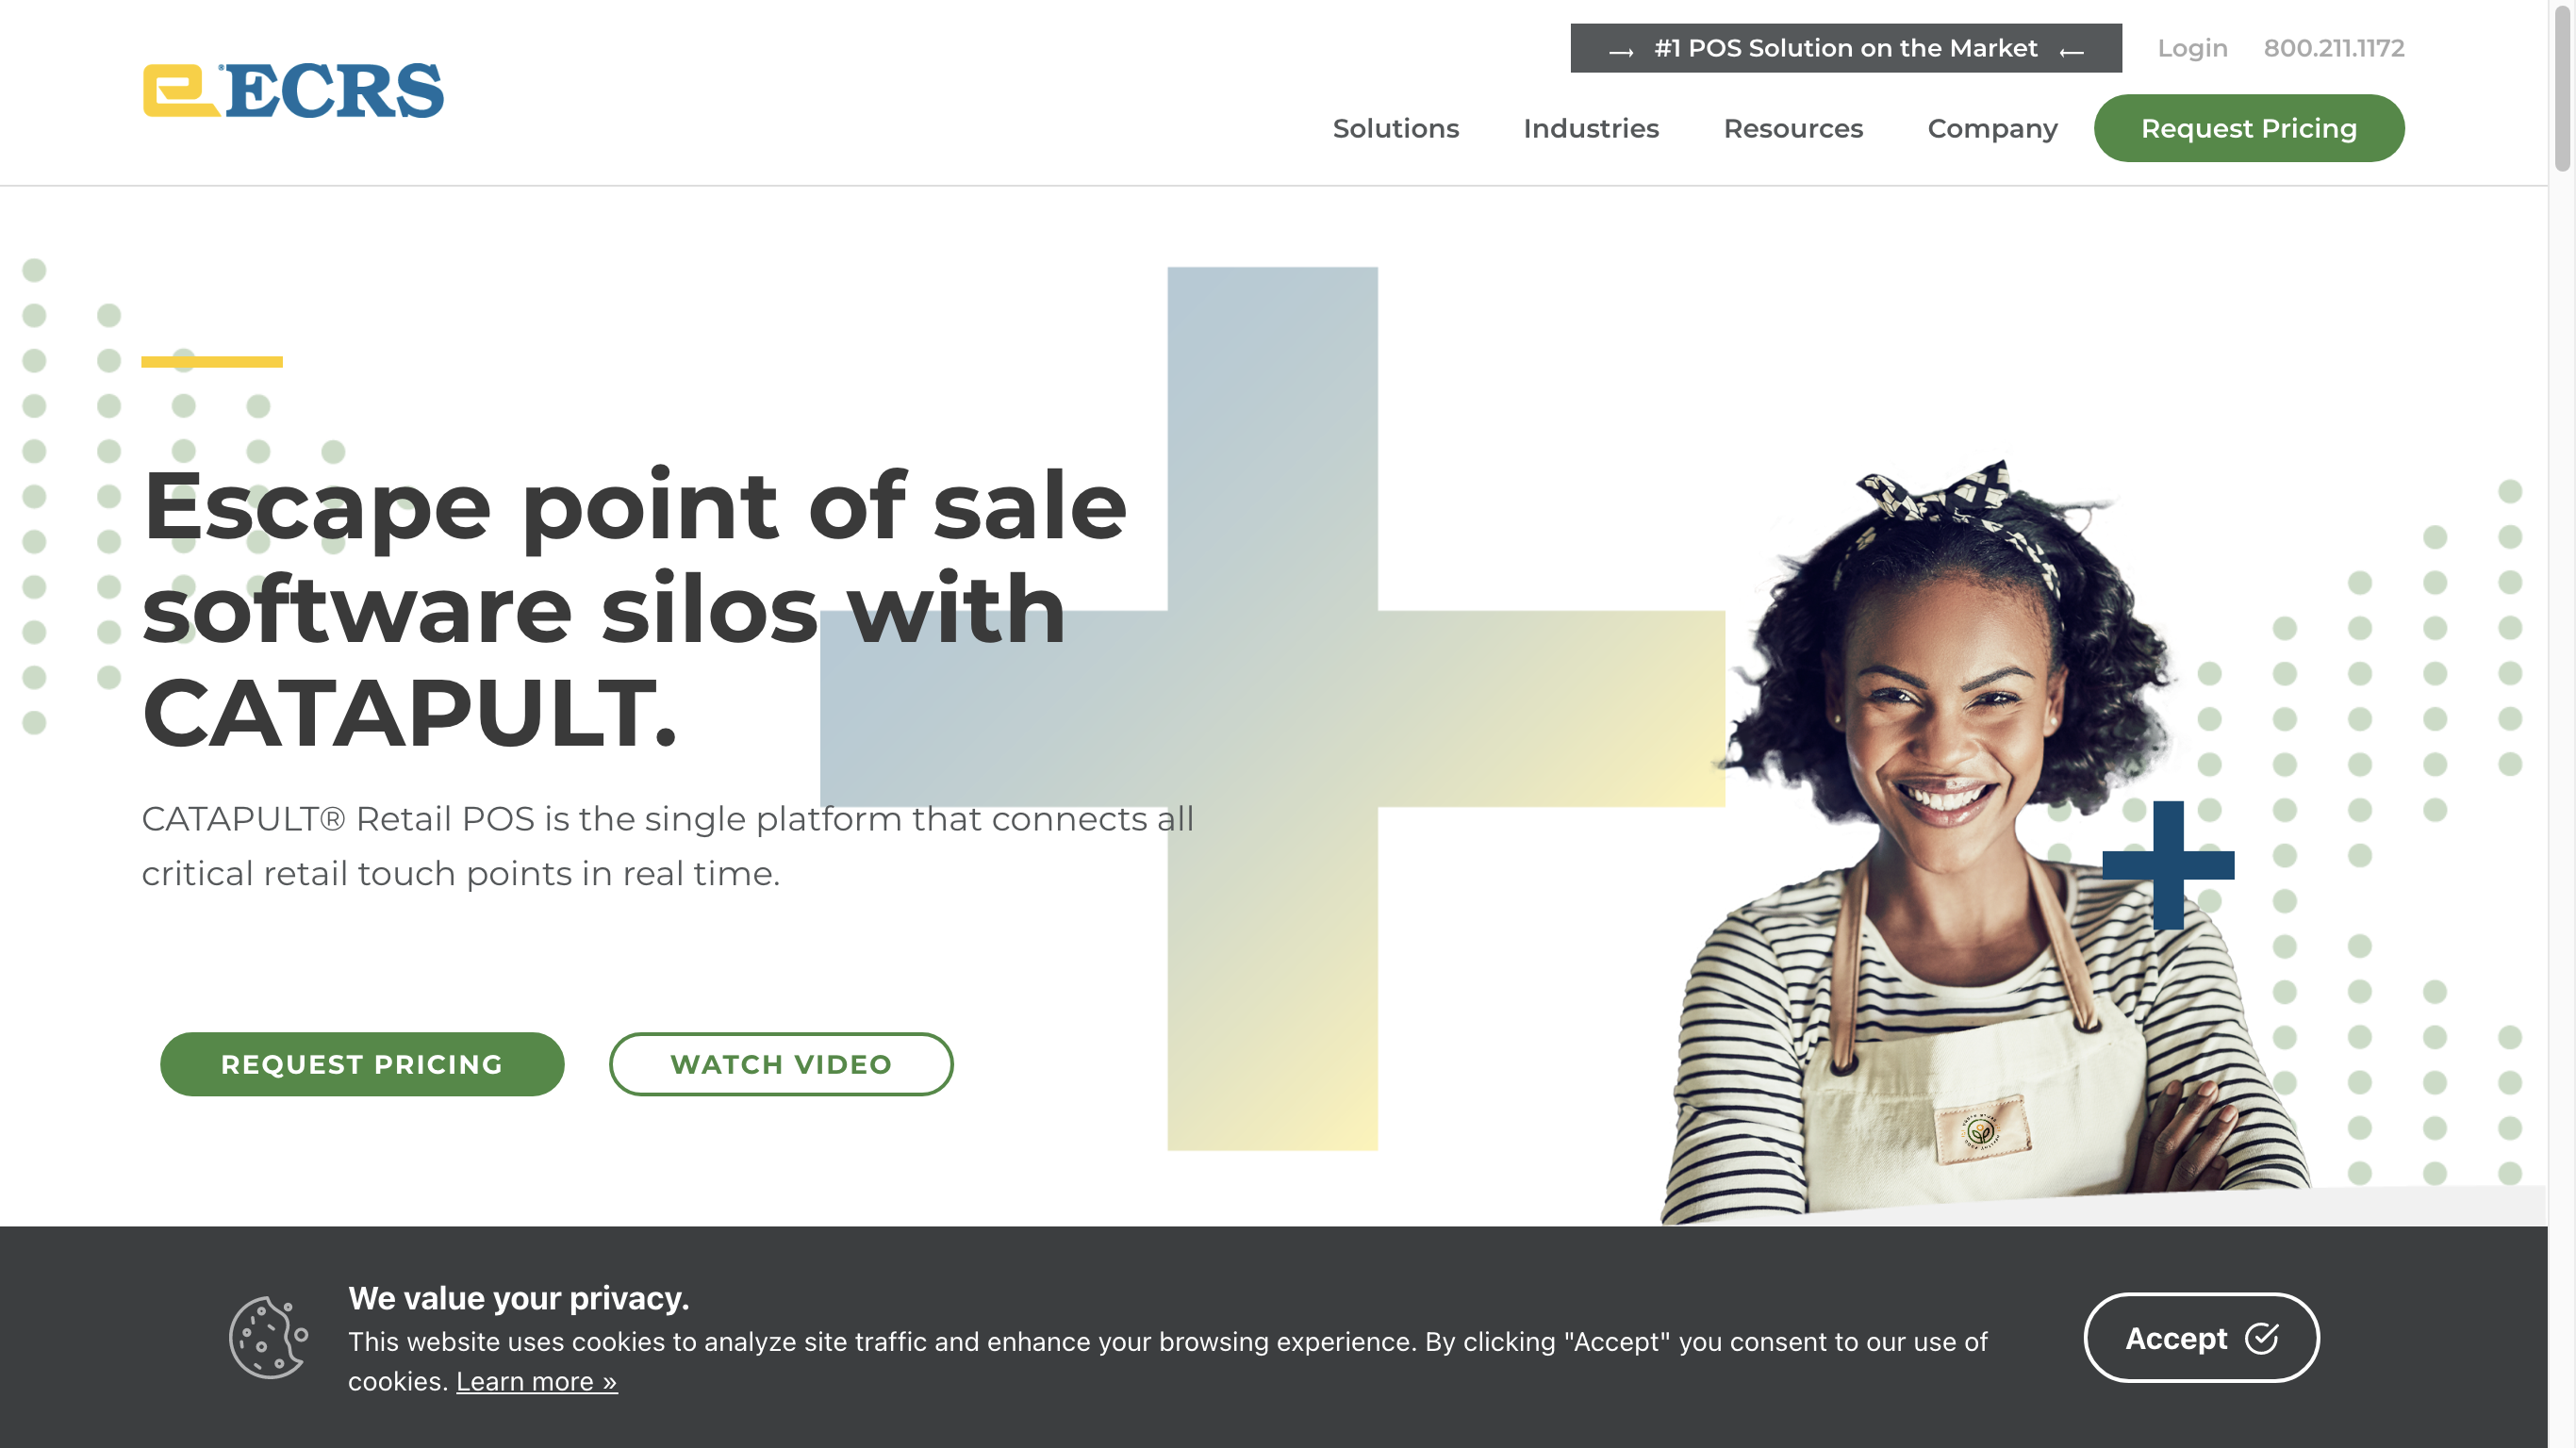 → #1 POS Solution on the Market ←
Login
800.211.1172
ECRS
Solutions
Industries
Resources
Company
Request Pricing
Escape point of sale
software silos with
CATAPULT.
CATAPULT® Retail POS is the single platform that connects all
critical retail touch points in real time.
REQUEST PRICING
WATCH VIDEO
We value your privacy.
This website uses cookies to analyze site traffic and enhance your browsing experience. By clicking "Accept" you consent to our use of
cookies. Learn more »
Accept